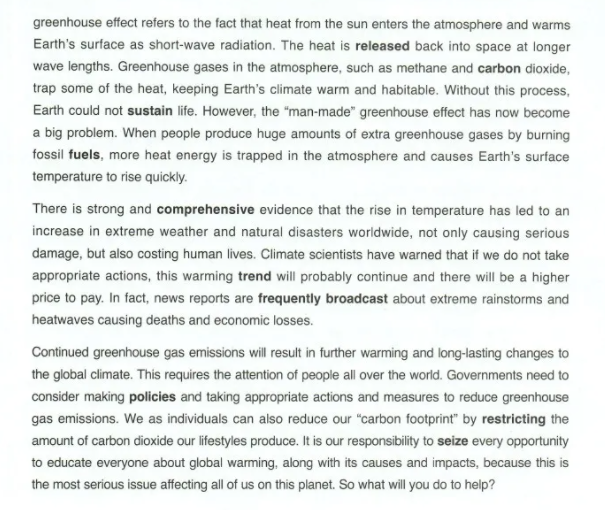 greenhouse effect refers to the fact that heat from the sun enters the atmosphere and warms
Earth's surface as short-wave radiation. The heat is released back into space at longer
wave lengths. Greenhouse gases in the atmosphere, such as methane and carbon dioxide,
trap some of the heat, keeping Earth's climate warm and habitable. Without this process,
Earth could not sustain life. However, the “man-made” greenhouse effect has now become
a big problem. When people produce huge amounts of extra greenhouse gases by burning
fossil fuels, more heat energy is trapped in the atmosphere and causes Earth's surface
temperature to rise quickly.
There is strong and comprehensive evidence that the rise in temperature has led to an
increase in extreme weather and natural disasters worldwide, not only causing serious
damage, but also costing human lives. Climate scientists have warned that if we do not take
appropriate actions, this warming trend will probably continue and there will be a higher
price to pay. In fact, news reports are frequently broadcast about extreme rainstorms and
heatwaves causing deaths and economic losses.
Continued greenhouse gas emissions will result in further warming and long-lasting changes to
the global climate. This requires the attention of people all over the world. Governments need to
consider making policies and taking appropriate actions and measures to reduce greenhouse
gas emissions. We as individuals can also reduce our “carbon footprint” by restricting the
amount of carbon dioxide our lifestyles produce. It is our responsibility to seize every opportunity
to educate everyone about global warming, along with its causes and impacts, because this is
the most serious issue affecting all of us on this planet. So what will you do to help?